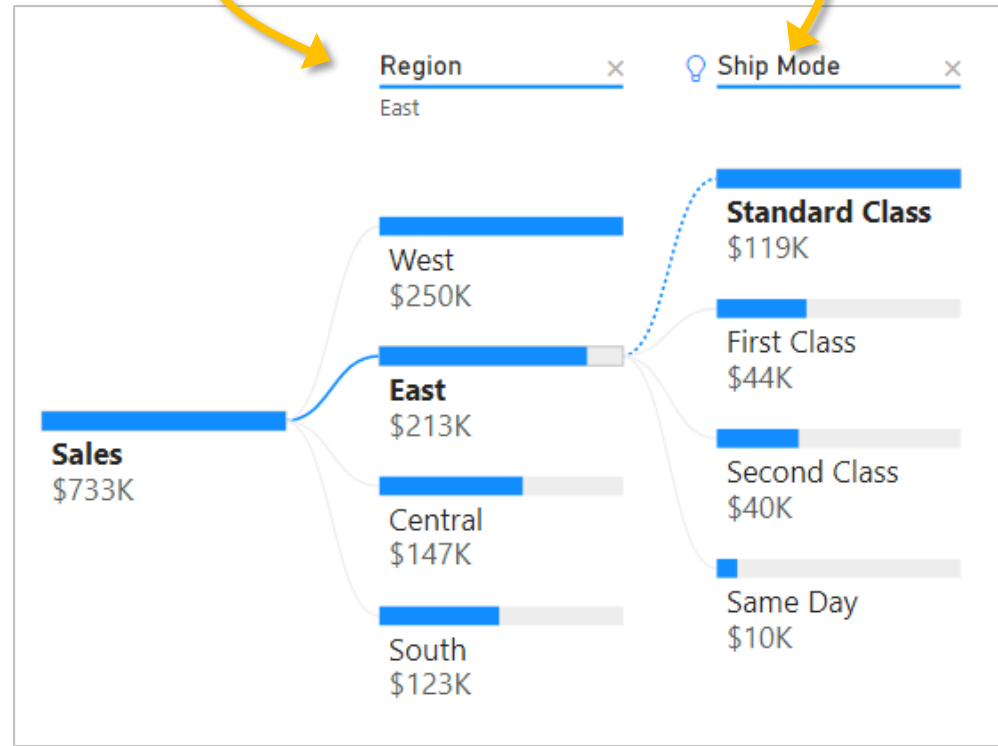 Region ×
East
Ship Mode ×
Sales
$733K
West
$250K
East
$213K
Central
$147K
South
$123K
Standard Class
$119K
First Class
$44K
Second Class
$40K
Same Day
$10K